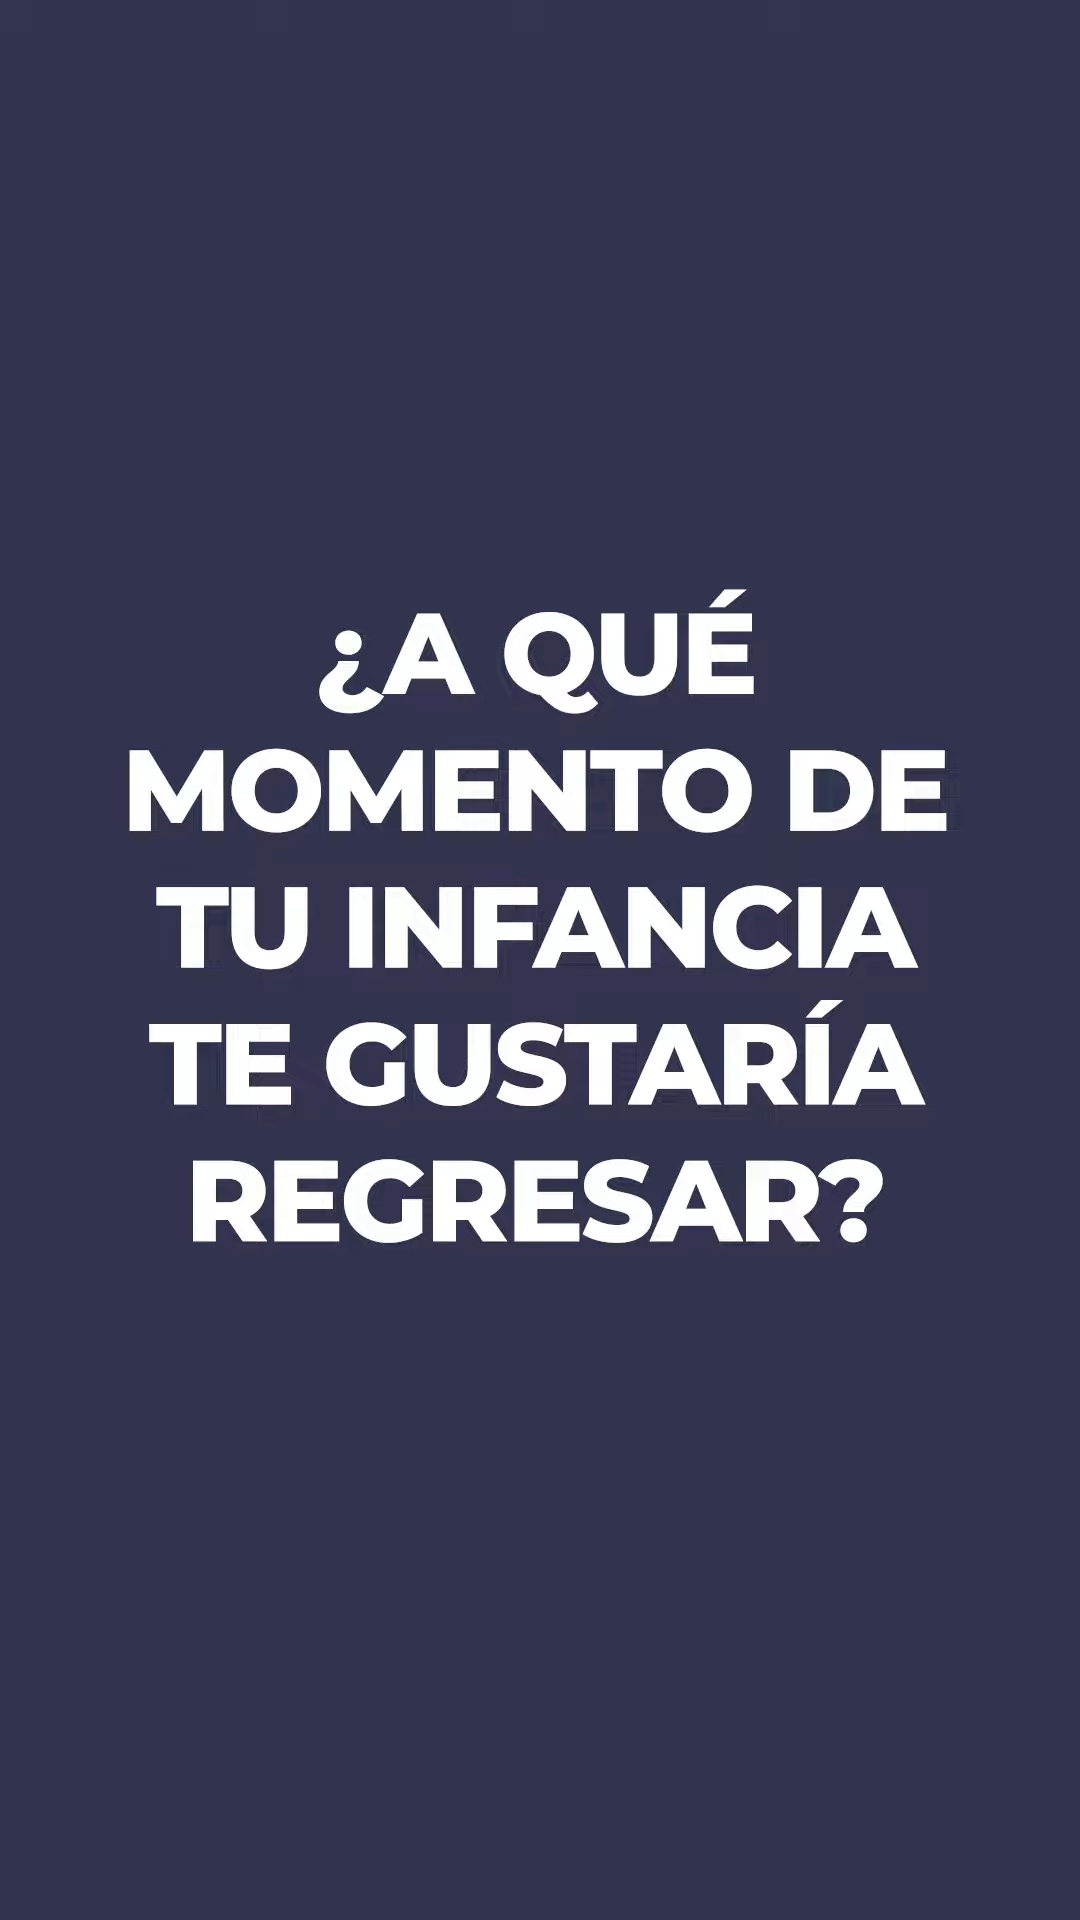 ¿A QUÉ
MOMENTO DE
TU INFANCIA
TE GUSTARÍA
REGRESAR?